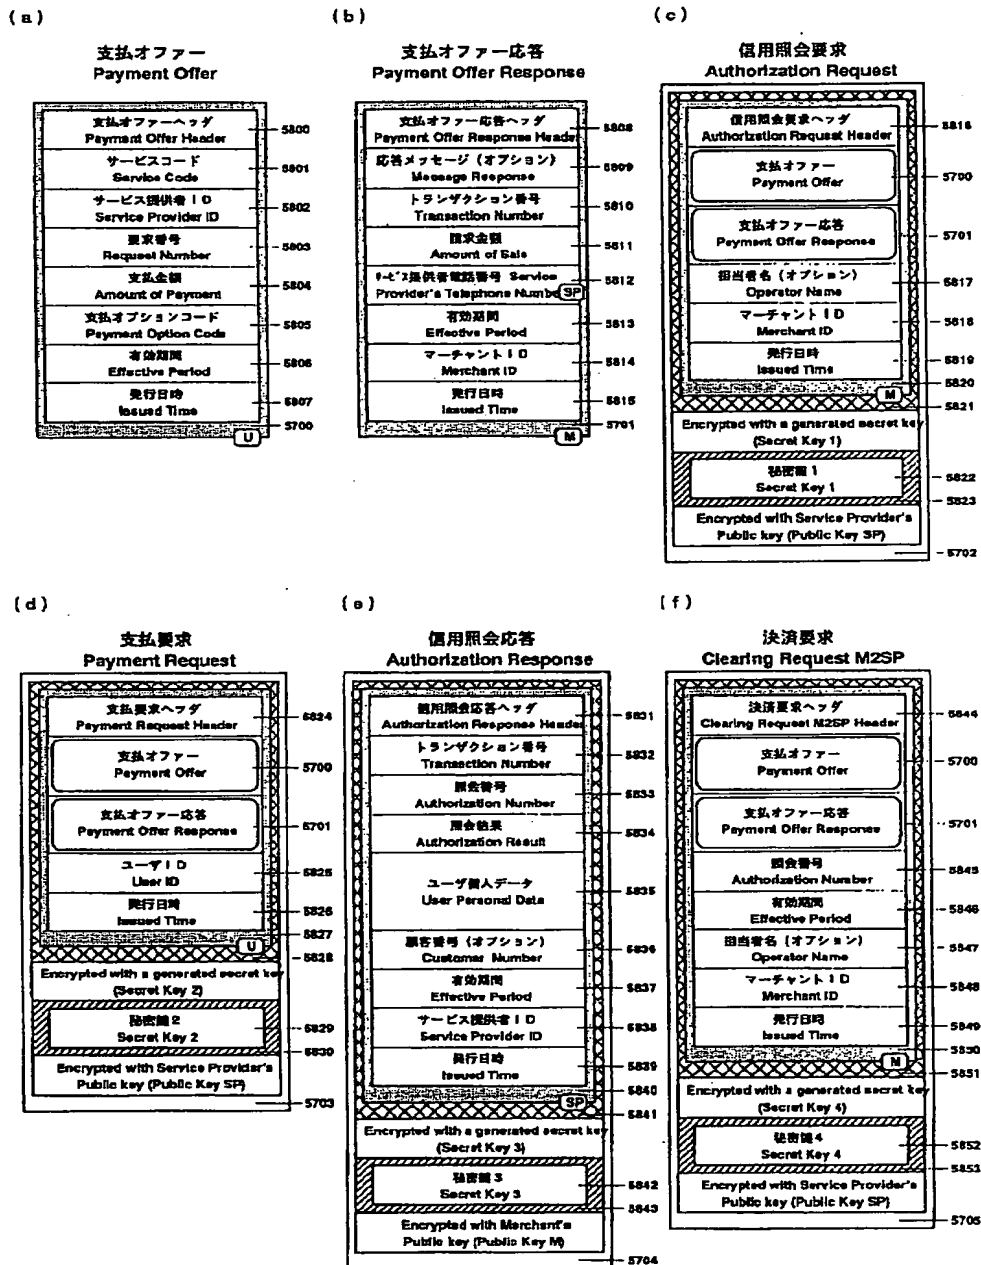 (a)
支払オファー
Payment Offer
支払オファーヘッダ
Payment Offer Header
5800
サービスコード
Service Code
5801
サービス提供者ID
Service Provider ID
5802
要求番号
Request Number
5803
支払金額
Amount of Payment
5804
支払オプションコード
Payment Option Code
5805
有効期間
Effective Period
5806
発行日時
Issued Time
5807
5700
U
(b)
支払オファー応答
Payment Offer Response
支払オファー応答ヘッダ
Payment Offer Response Header
5808
応答メッセージ(オプション)
Message Response
5809
トランザクション番号
Transaction Number
5810
請求金額
Amount of Sale
5811
サービス提供者電話番号 Service
Provider's Telephone Number
SP
5812
有効期間
Effective Period
5813
マーチャントID
Merchant ID
5814
発行日時
Issued Time
5815
5701
M
(c)
信用照会要求
Authorization Request
信用照会要求ヘッダ
Authorization Request Header
5816
支払オファー
Payment Offer
5700
支払オファー応答
Payment Offer Response
5701
担当者名(オプション)
Operator Name
5817
マーチャントID
Merchant ID
5818
発行日時
Issued Time
5819
5820
M
5821
Encrypted with a generated secret key
(Secret Key 1)
秘密鍵1
Secret Key 1
5822
5823
Encrypted with Service Provider's
Public key (Public Key SP)
5702
(d)
支払要求
Payment Request
支払要求ヘッダ
Payment Request Header
5824
支払オファー
Payment Offer
5700
支払オファー応答
Payment Offer Response
5701
ユーザID
User ID
5825
発行日時
Issued Time
5826
5827
U
5828
Encrypted with a generated secret key
(Secret Key 2)
秘密鍵2
Secret Key 2
5829
5830
Encrypted with Service Provider's
Public key (Public Key SP)
5703
(e)
信用照会応答
Authorization Response
信用照会応答ヘッダ
Authorization Response Header
5831
トランザクション番号
Transaction Number
5832
照会番号
Authorization Number
5833
照会結果
Authorization Result
5834
ユーザ個人データ
User Personal Data
5835
顧客番号(オプション)
Customer Number
5836
有効期間
Effective Period
5837
サービス提供者ID
Service Provider ID
5838
発行日時
Issued Time
5839
5840
SP
5841
Encrypted with a generated secret key
(Secret Key 3)
秘密鍵3
Secret Key 3
5842
5843
Encrypted with Merchant's
Public key (Public Key M)
5704
(f)
決済要求
Clearing Request M2SP
決済要求ヘッダ
Clearing Request M2SP Header
5844
支払オファー
Payment Offer
5700
支払オファー応答
Payment Offer Response
5701
照会番号
Authorization Number
5845
有効期間
Effective Period
5846
担当者名(オプション)
Operator Name
5847
マーチャントID
Merchant ID
5848
発行日時
Issued Time
5849
5850
M
5851
Encrypted with a generated secret key
(Secret Key 4)
秘密鍵4
Secret Key 4
5852
5853
Encrypted with Service Provider's
Public key (Public Key SP)
5705